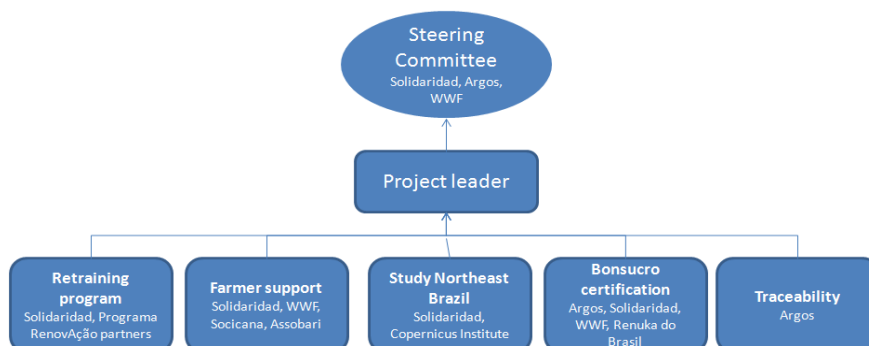 Steering
Committee
Solidaridad, Argos,
WWF
Project leader
Retraining
program
Solidaridad, Programa
RenovAção partners
Farmer support
Solidaridad, WWF,
Socicana, Assobari
Study Northeast
Brazil
Solidaridad,
Copernicus Institute
Bonsucro
certification
Argos, Solidaridad,
WWF, Renuka do
Brasil
Traceability
Argos